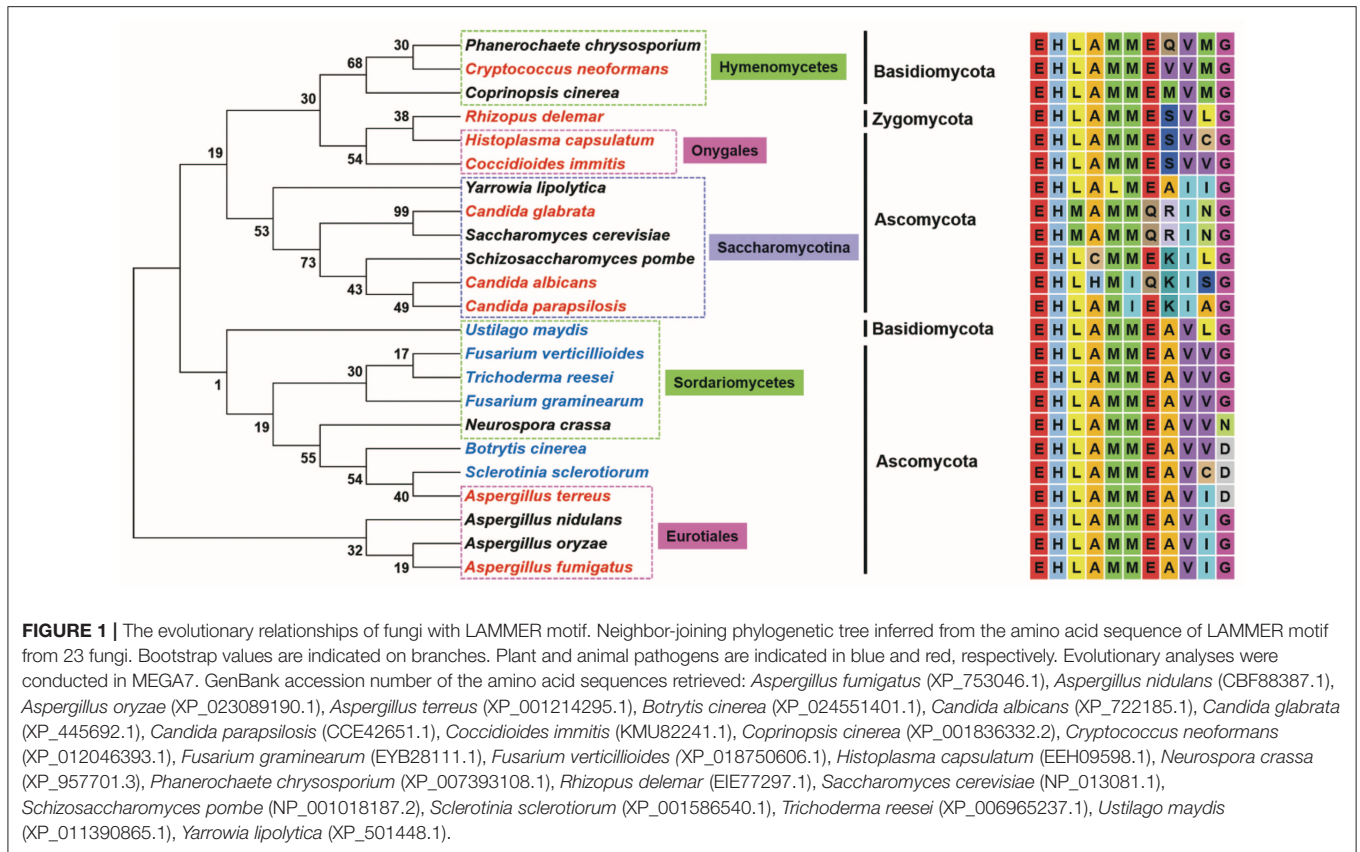 30 Phanerochaete chrysosporium E H L A M M E Q V M G
68 Cryptococcus neoformans Hymenomycetes Basidiomycota E H L A M M E V V M G
Coprinopsis cinerea E H L A M M E M V M G
30
38 Rhizopus delemar Zygomycota E H L A M M E S V L G
Histoplasma capsulatum Onygales E H L A M M E S V C G
54 Coccidioides immitis E H L A M M E S V V G
19
Yarrowia lipolytica E H L A L M E A I I G
99 Candida glabrata Ascomycota E H M A M M Q R I N G
53 Saccharomyces cerevisiae Saccharomycotina E H M A M M Q R I N G
73 Schizosaccharomyces pombe E H L C M M E K I L G
43 Candida albicans E H L H M I Q K I S G
49 Candida parapsilosis E H L A M I E K I A G
Ustilago maydis Basidiomycota E H L A M M E A V L G
17 Fusarium verticillioides E H L A M M E A V V G
30 Trichoderma reesei Sordariomycetes E H L A M M E A V V G
1 Fusarium graminearum E H L A M M E A V V G
19 Neurospora crassa E H L A M M E A V V N
55 Botrytis cinerea Ascomycota E H L A M M E A V V D
54 Sclerotinia sclerotiorum E H L A M M E A V C D
40 Aspergillus terreus E H L A M M E A V I D
Aspergillus nidulans Eurotiales E H L A M M E A V I G
32 Aspergillus oryzae E H L A M M E A V I G
19 Aspergillus fumigatus E H L A M M E A V I G
FIGURE 1 | The evolutionary relationships of fungi with LAMMER motif. Neighbor-joining phylogenetic tree inferred from the amino acid sequence of LAMMER motif
from 23 fungi. Bootstrap values are indicated on branches. Plant and animal pathogens are indicated in blue and red, respectively. Evolutionary analyses were
conducted in MEGA7. GenBank accession number of the amino acid sequences retrieved: Aspergillus fumigatus (XP_753046.1), Aspergillus nidulans (CBF88387.1),
Aspergillus oryzae (XP_023089190.1), Aspergillus terreus (XP_001214295.1), Botrytis cinerea (XP_024551401.1), Candida albicans (XP_722185.1), Candida glabrata
(XP_445692.1), Candida parapsilosis (CCE42651.1), Coccidioides immitis (KMU82241.1), Coprinopsis cinerea (XP_001836332.2), Cryptococcus neoformans
(XP_012046393.1), Fusarium graminearum (EYB28111.1), Fusarium verticillioides (XP_018750606.1), Histoplasma capsulatum (EEH09598.1), Neurospora crassa
(XP_957701.3), Phanerochaete chrysosporium (XP_007393108.1), Rhizopus delemar (EIE77297.1), Saccharomyces cerevisiae (NP_013081.1),
Schizosaccharomyces pombe (NP_001018187.2), Sclerotinia sclerotiorum (XP_001586540.1), Trichoderma reesei (XP_006965237.1), Ustilago maydis
(XP_011390865.1), Yarrowia lipolytica (XP_501448.1).